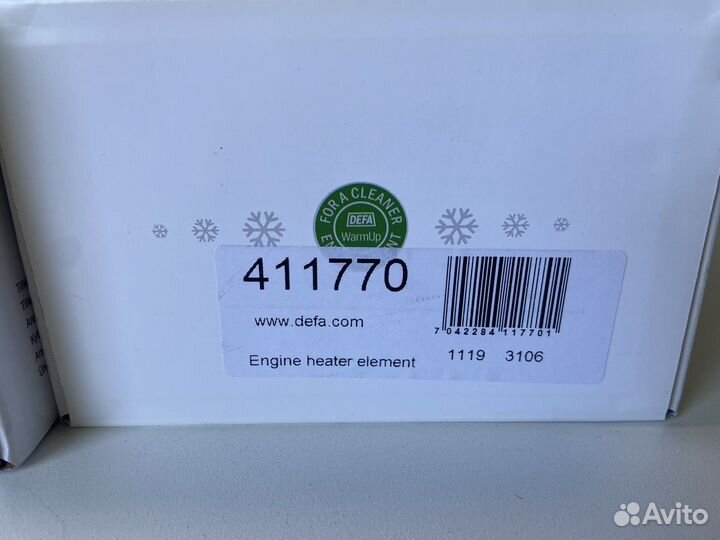 FOR A CLEANER
DEFA
WarmUp
411770
www.defa.com
7 042284 117701
Engine heater element
1119 3106
Avito